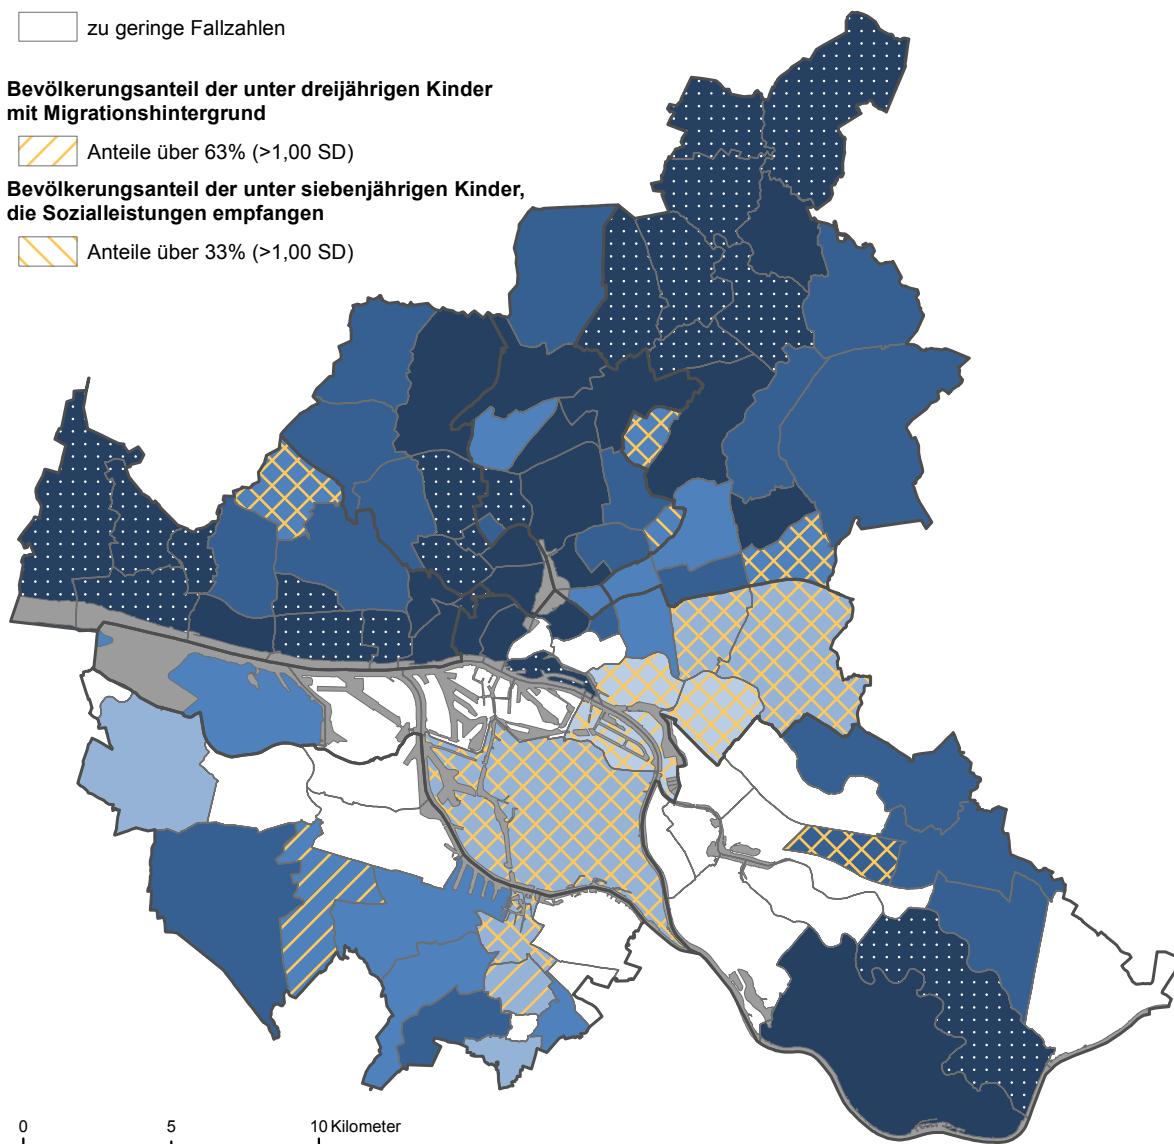 zu geringe Fallzahlen
Bevölkerungsanteil der unter dreijährigen Kinder
mit Migrationshintergrund
Anteile über 63% (>1,00 SD)
Bevölkerungsanteil der unter siebenjährigen Kinder,
die Sozialleistungen empfangen
Anteile über 33% (>1,00 SD)
0 5 10 Kilometer